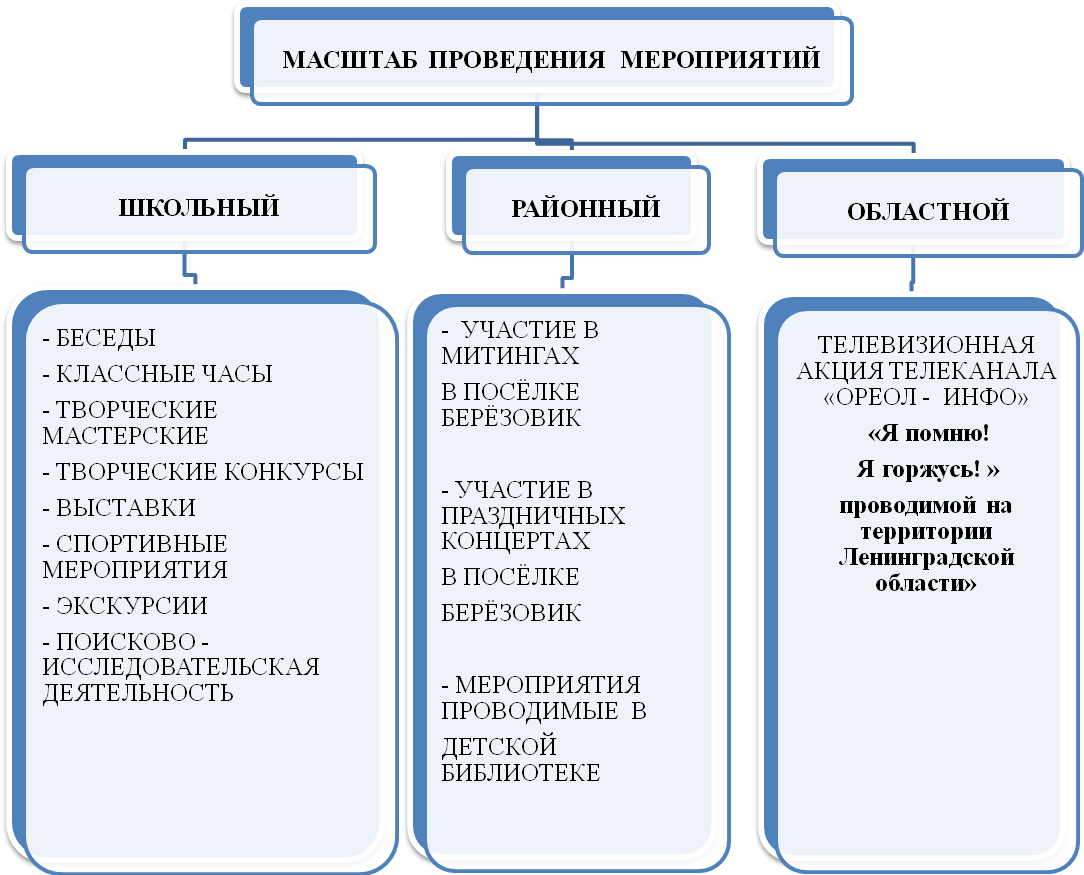 МАСШТАБ ПРОВЕДЕНИЯ МЕРОПРИЯТИЙ
ШКОЛЬНЫЙ
- БЕСЕДЫ
- КЛАССНЫЕ ЧАСЫ
- ТВОРЧЕСКИЕ
МАСТЕРСКИЕ
- ТВОРЧЕСКИЕ КОНКУРСЫ
- ВЫСТАВКИ
- СПОРТИВНЫЕ
МЕРОПРИЯТИЯ
- ЭКСКУРСИИ
- ПОИСКОВО -
ИССЛЕДОВАТЕЛЬСКАЯ
ДЕЯТЕЛЬНОСТЬ
РАЙОННЫЙ
- УЧАСТИЕ В
МИТИНГАХ
В ПОСЁЛКЕ
БЕРЁЗОВИК
- УЧАСТИЕ В
ПРАЗДНИЧНЫХ
КОНЦЕРТАХ
В ПОСЁЛКЕ
БЕРЁЗОВИК
- МЕРОПРИЯТИЯ
ПРОВОДИМЫЕ В
ДЕТСКОЙ
БИБЛИОТЕКЕ
ОБЛАСТНОЙ
ТЕЛЕВИЗИОННАЯ
АКЦИЯ ТЕЛЕКАНАЛА
«ОРЕОЛ - ИНФО»
«Я помню!
Я горжусь! »
проводимой на
территории
Ленинградской
области»